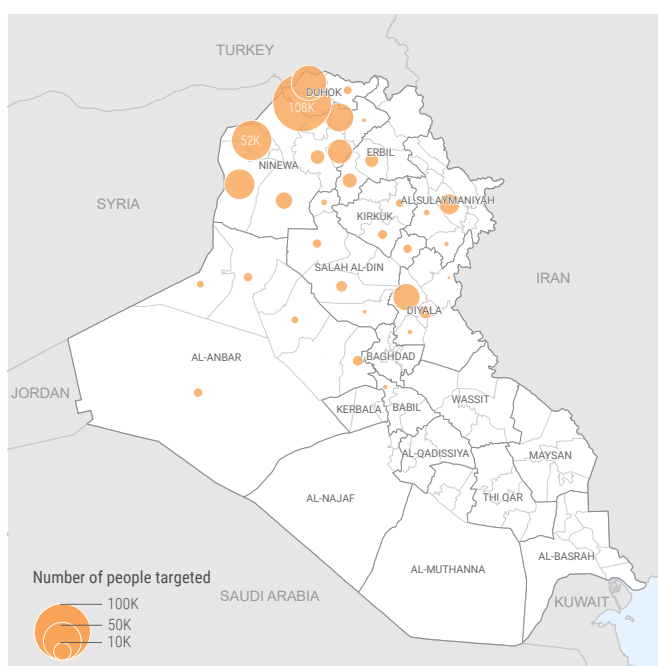 TURKEY
DUHOK
108K
52K
ERBIL
NINEWA
SYRIA
AL-SULAYMANIYAH
KIRKUK
SALAH AL-DIN
IRAN
DIYALA
BAGHDAD
AL-ANBAR
JORDAN
WASSIT
KERBALA
BABIL
AL-QADISSIYA
MAYSAN
AL-NAJAF
THI QAR
AL-BASRAH
AL-MUTHANNA
Number of people targeted
SAUDI ARABIA
KUWAIT
100K
50K
10K